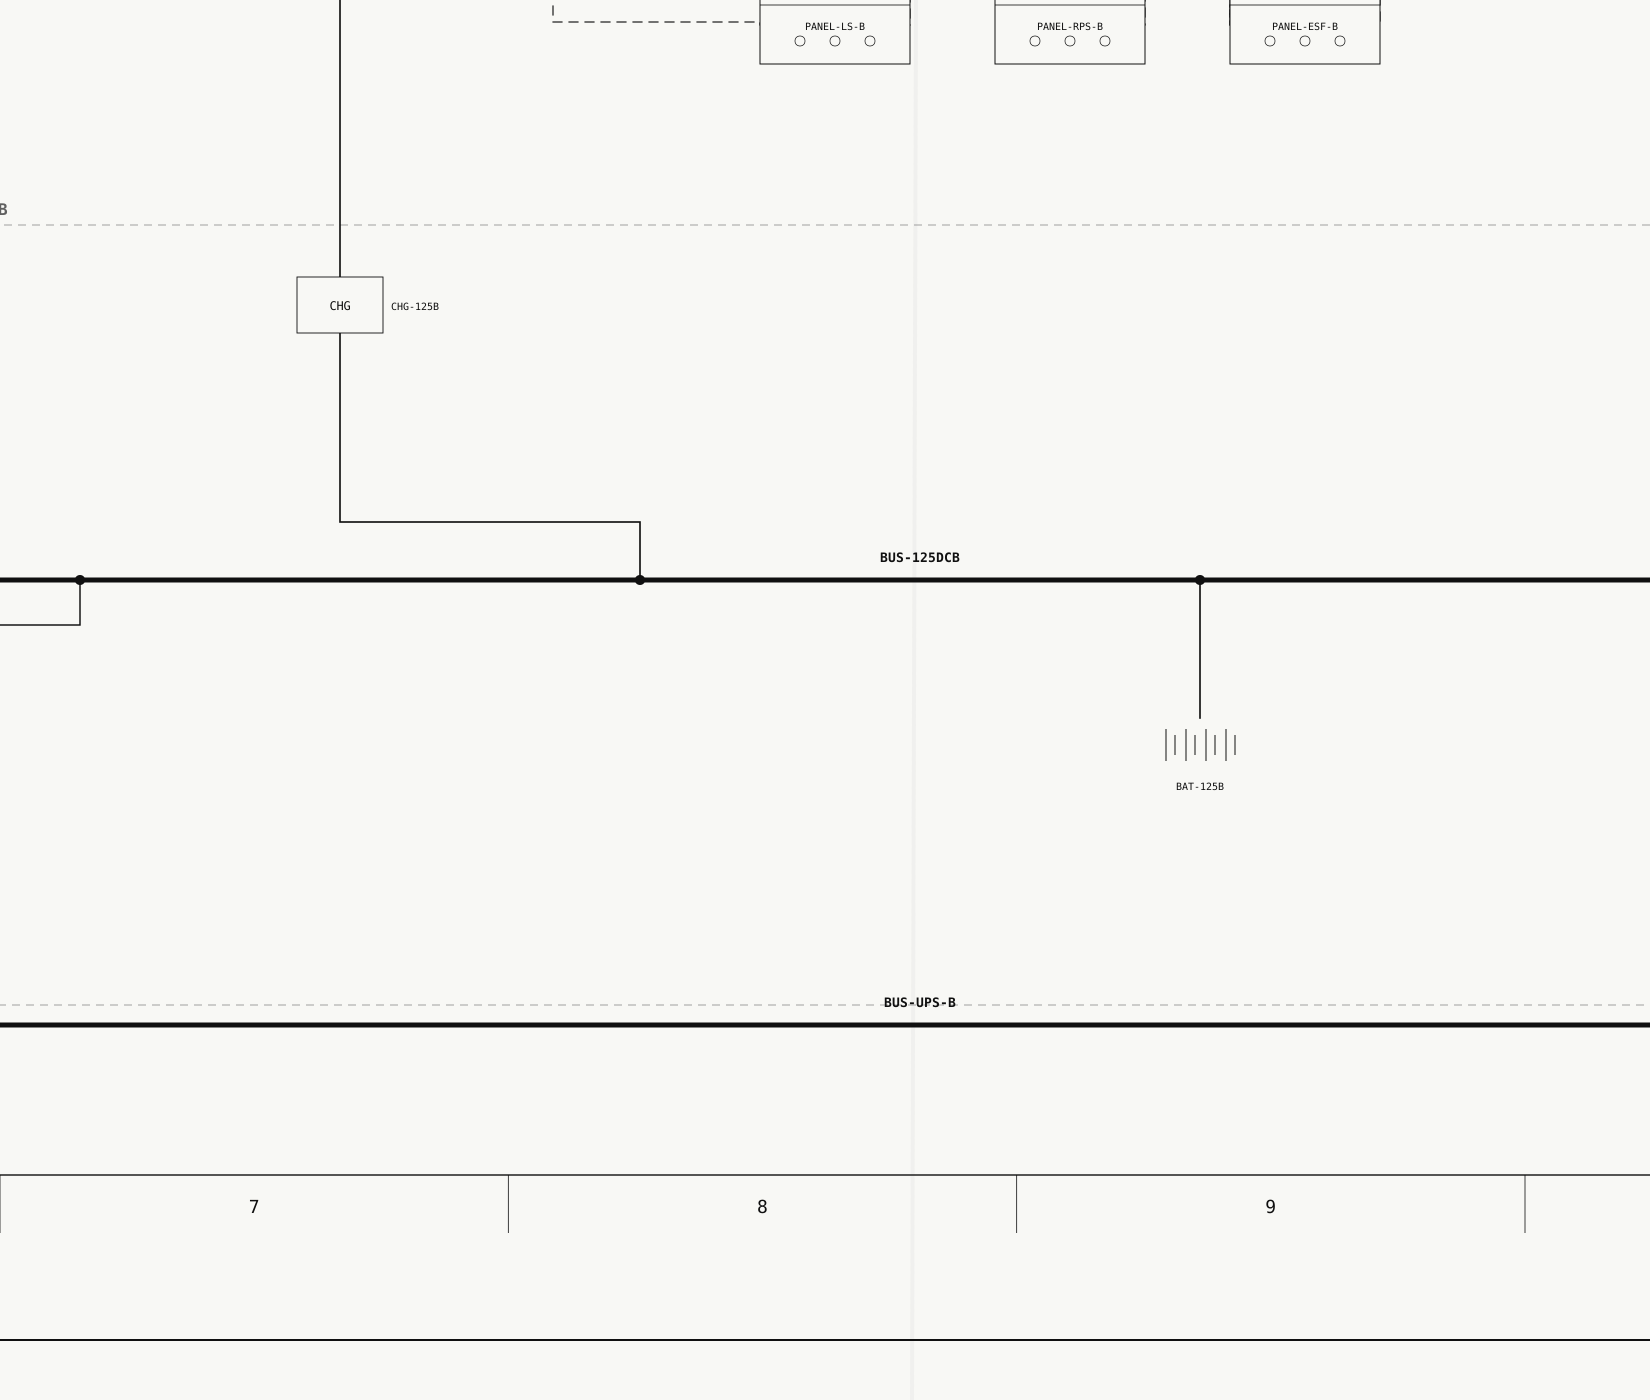 PANEL-LS-B
PANEL-RPS-B
PANEL-ESF-B
B
CHG
CHG-125B
BUS-125DCB
BAT-125B
BUS-UPS-B
7
8
9